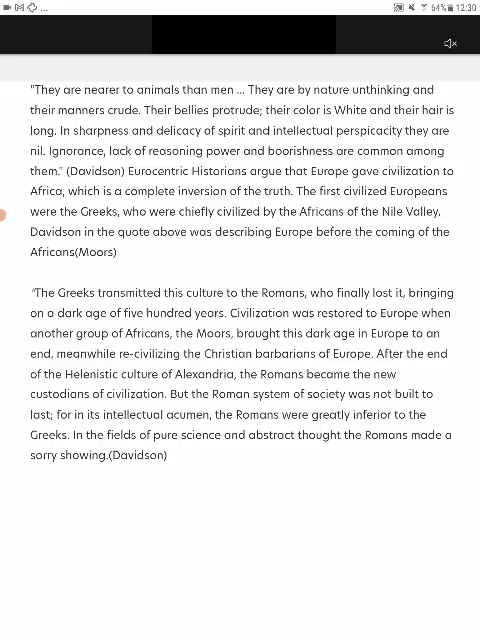 ... 64% 12:30
"They are nearer to animals than men ... They are by nature unthinking and
their manners crude. Their bellies protrude; their color is White and their hair is
long. In sharpness and delicacy of spirit and intellectual perspicacity they are
nil. Ignorance, lack of reasoning power and boorishness are common among
them." (Davidson) Eurocentric Historians argue that Europe gave civilization to
Africa, which is a complete inversion of the truth. The first civilized Europeans
were the Greeks, who were chiefly civilized by the Africans of the Nile Valley.
Davidson in the quote above was describing Europe before the coming of the
Africans(Moors)
"The Greeks transmitted this culture to the Romans, who finally lost it, bringing
on a dark age of five hundred years. Civilization was restored to Europe when
another group of Africans, the Moors, brought this dark age in Europe to an
end, meanwhile re-civilizing the Christian barbarians of Europe. After the end
of the Helenistic culture of Alexandria, the Romans became the new
custodians of civilization. But the Roman system of society was not built to
last; for in its intellectual acumen, the Romans were greatly inferior to the
Greeks. In the fields of pure science and abstract thought the Romans made a
sorry showing.(Davidson)